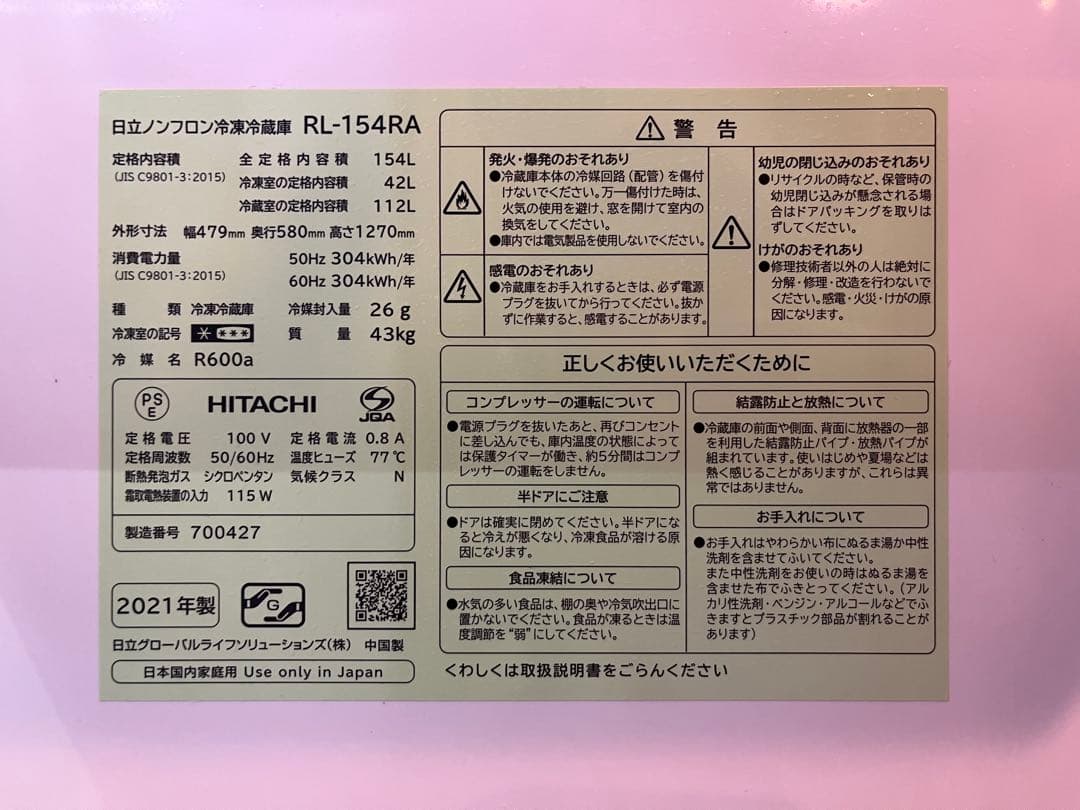 日立ノンフロン冷凍冷蔵庫 RL-154RA
定格内容積 全定格内容積 154L
(JIS C9801-3:2015) 冷凍室の定格内容積 42L
冷蔵室の定格内容積 112L
外形寸法 幅479mm 奥行580mm 高さ1270mm
消費電力量 50Hz 304kWh/年
(JIS C9801-3:2015) 60Hz 304kWh/年
種類 冷凍冷蔵庫 冷媒封入量 26g
冷凍室の記号 質量 43kg
冷媒名 R600a
PS
E
HITACHI
JQA
定格電圧 100V 定格電流 0.8A
定格周波数 50/60Hz 温度ヒューズ 77℃
断熱発泡ガス シクロペンタン 気候クラス N
霜取電熱装置の入力 115W
製造番号 700427
2021年製
G
日立グローバルライフソリューションズ(株) 中国製
日本国内家庭用 Use only in Japan
警告
発火・爆発のおそれあり
●冷蔵庫本体の冷媒回路(配管)を傷付
けないでください。万一傷付けた時は、
火気の使用を避け、窓を開けて室内の
換気をしてください。
●庫内では電気製品を使用しないでください。
感電のおそれあり
●冷蔵庫をお手入れするときは、必ず電源
プラグを抜いてから行ってください。抜か
ずに作業すると、感電することがあります。
幼児の閉じ込みのおそれあり
●リサイクルの時など、保管時の
幼児閉じ込みが懸念される場
合はドアパッキングを取りは
ずしてください。
けがのおそれあり
●修理技術者以外の人は絶対に
分解・修理・改造を行わないで
ください。感電・火災・けがの原
因になります。
正しくお使いいただくために
コンプレッサーの運転について
●電源プラグを抜いたあと、再びコンセント
に差し込んでも、庫内温度の状態によって
は保護タイマーが働き、約5分間はコンプ
レッサーの運転をしません。
半ドアにご注意
●ドアは確実に閉めてください。半ドアにな
ると冷えが悪くなり、冷凍食品が溶ける原
因になります。
食品凍結について
●水気の多い食品は、棚の奥や冷気吹出口に
置かないでください。食品が凍るときは温
度調節を“弱”にしてください。
結露防止と放熱について
●冷蔵庫の前面や側面、背面に放熱器の一部
を利用した結露防止パイプ・放熱パイプが
組まれています。使いはじめや夏場などは
熱く感じることがありますが、これらは異
常ではありません。
お手入れについて
●お手入れはやわらかい布にぬるま湯か中性
洗剤を含ませてふいてください。
また中性洗剤をお使いの時はぬるま湯を
含ませた布でふきとってください。(アル
カリ性洗剤・ベンジン・アルコールなどでふ
きますとプラスチック部品が割れることが
あります)
くわしくは取扱説明書をごらんください